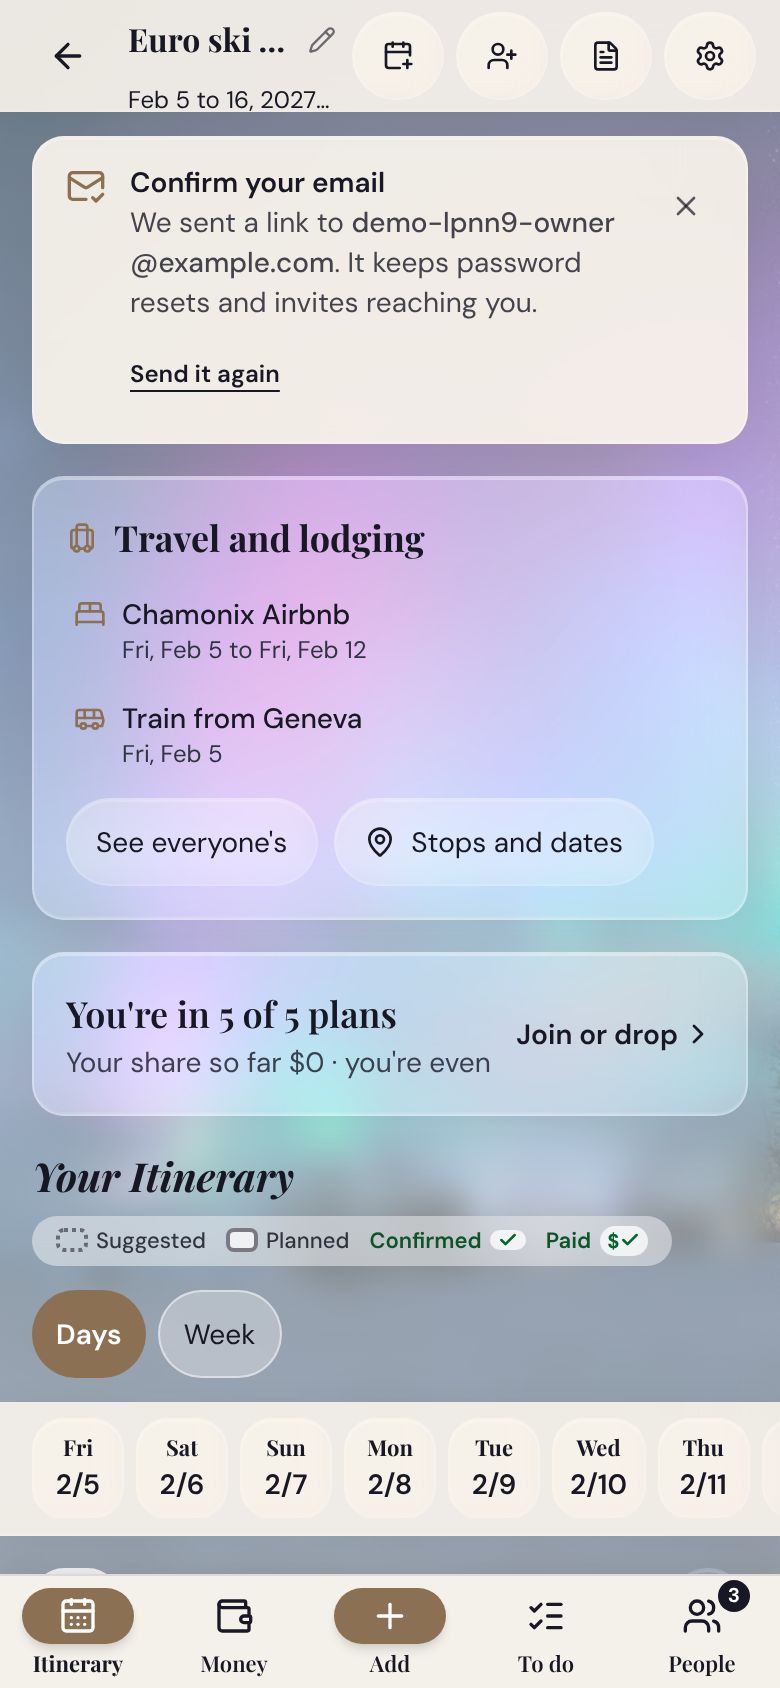 Euro ski ...
Feb 5 to 16, 2027...
Confirm your email
We sent a link to demo-lpnn9-owner
@example.com. It keeps password
resets and invites reaching you.
Send it again
Travel and lodging
Chamonix Airbnb
Fri, Feb 5 to Fri, Feb 12
Train from Geneva
Fri, Feb 5
See everyone's Stops and dates
You're in 5 of 5 plans
Your share so far $0 · you're even
Join or drop
Your Itinerary
Suggested Planned Confirmed Paid $
Days Week
Fri Sat Sun Mon Tue Wed Thu
2/5 2/6 2/7 2/8 2/9 2/10 2/11
3
Itinerary Money Add To do People